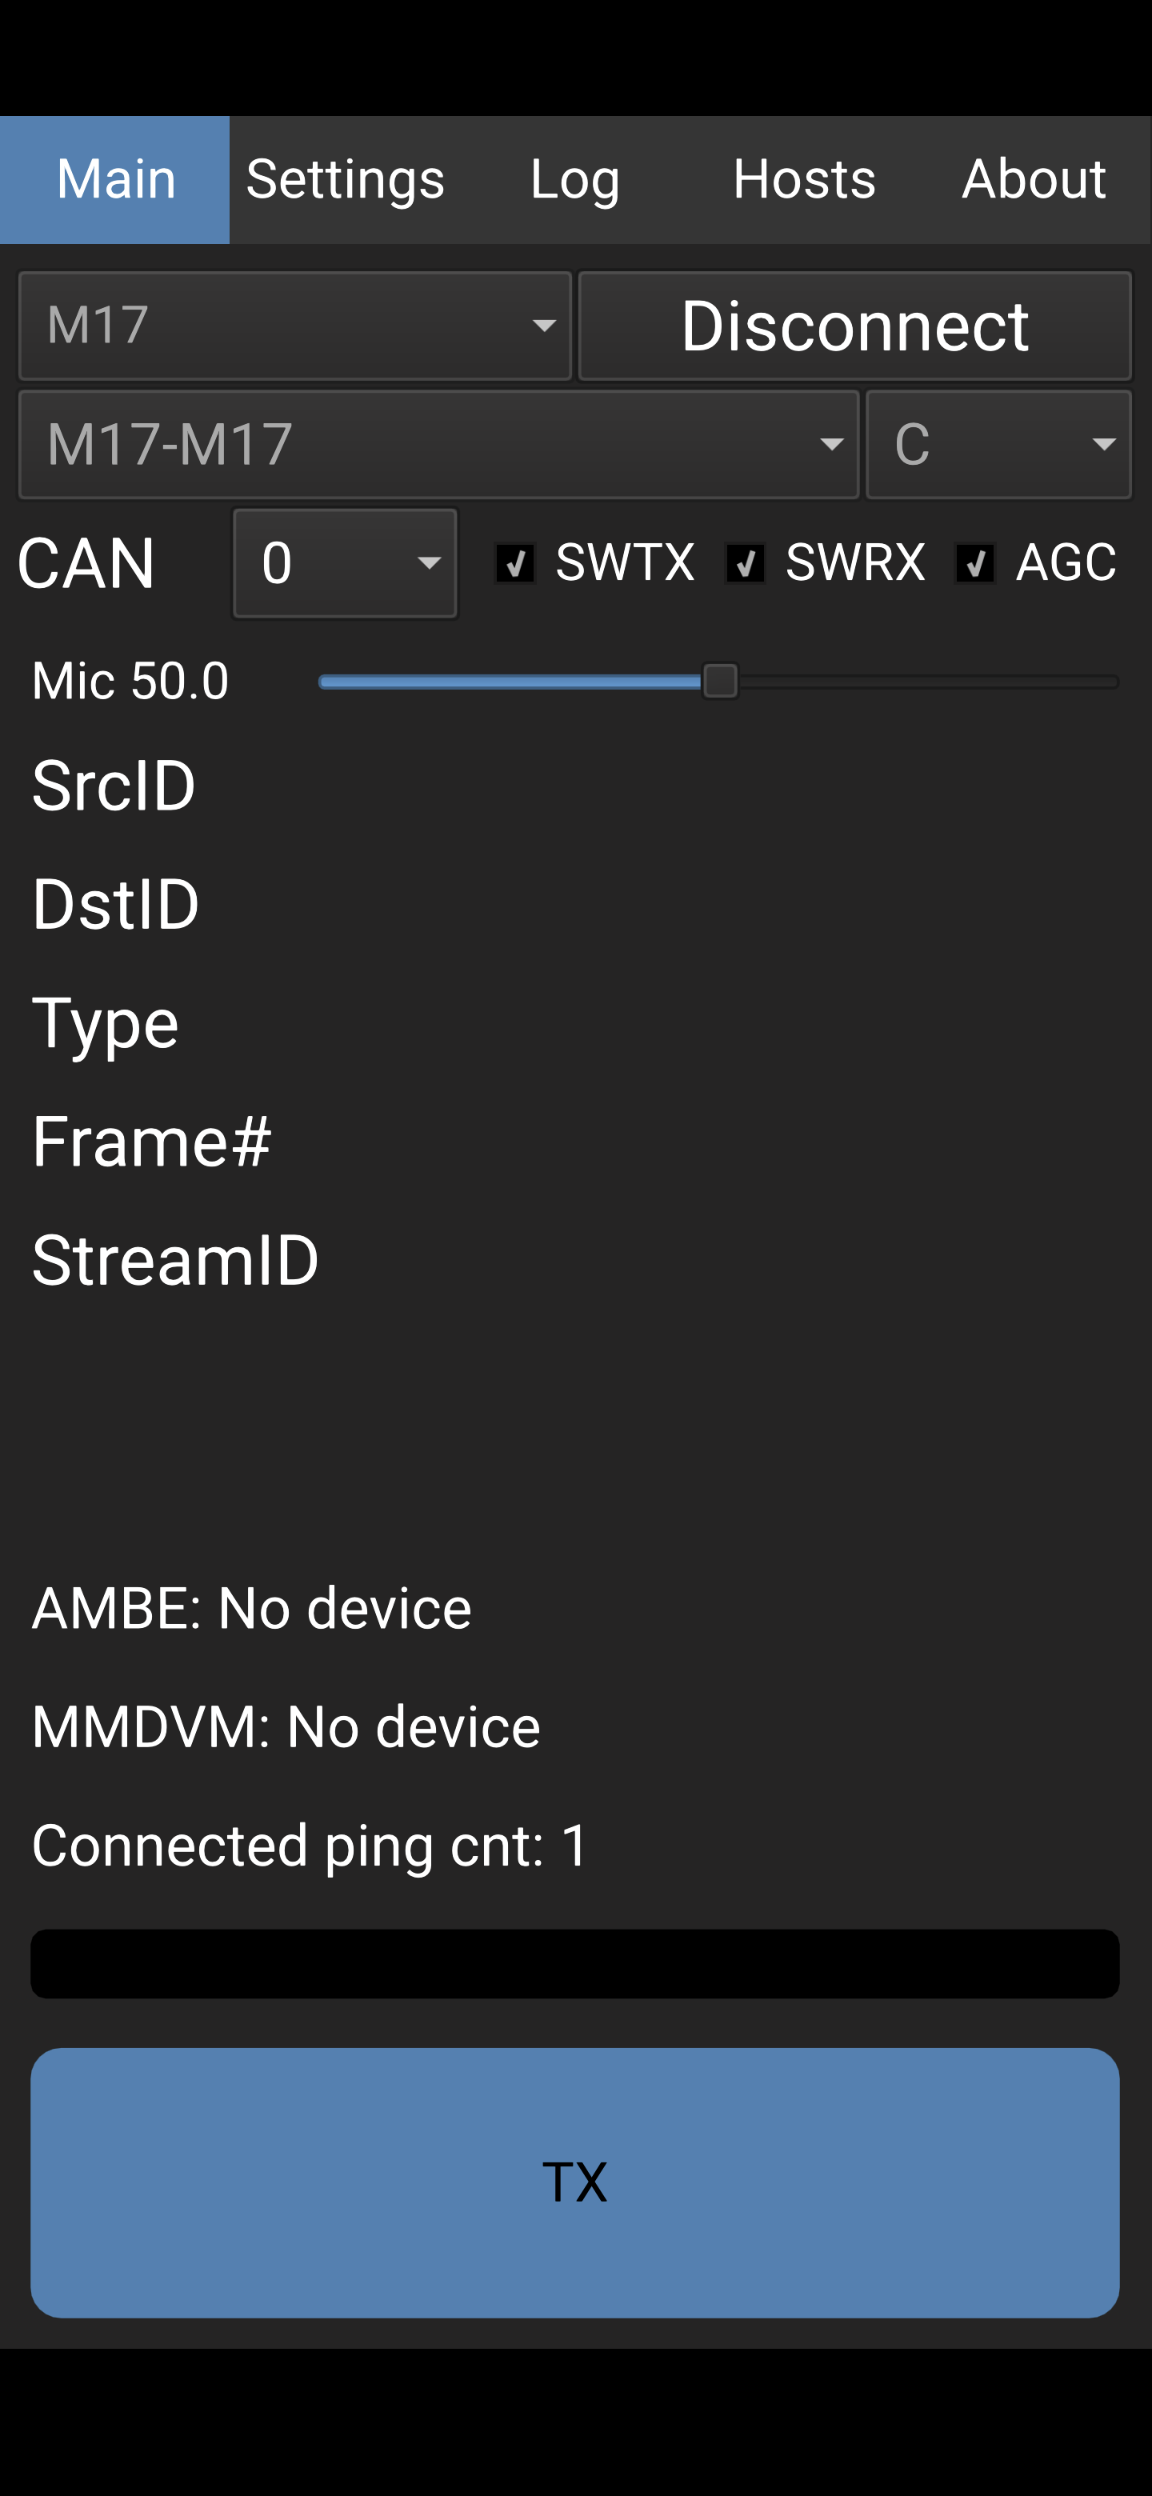 Main Settings Log Hosts About
M17 Disconnect
M17-M17 C
CAN 0 SWTX SWRX AGC
Mic 50.0
SrcID
DstID
Type
Frame#
StreamID
AMBE: No device
MMDVM: No device
Connected ping cnt: 1
TX